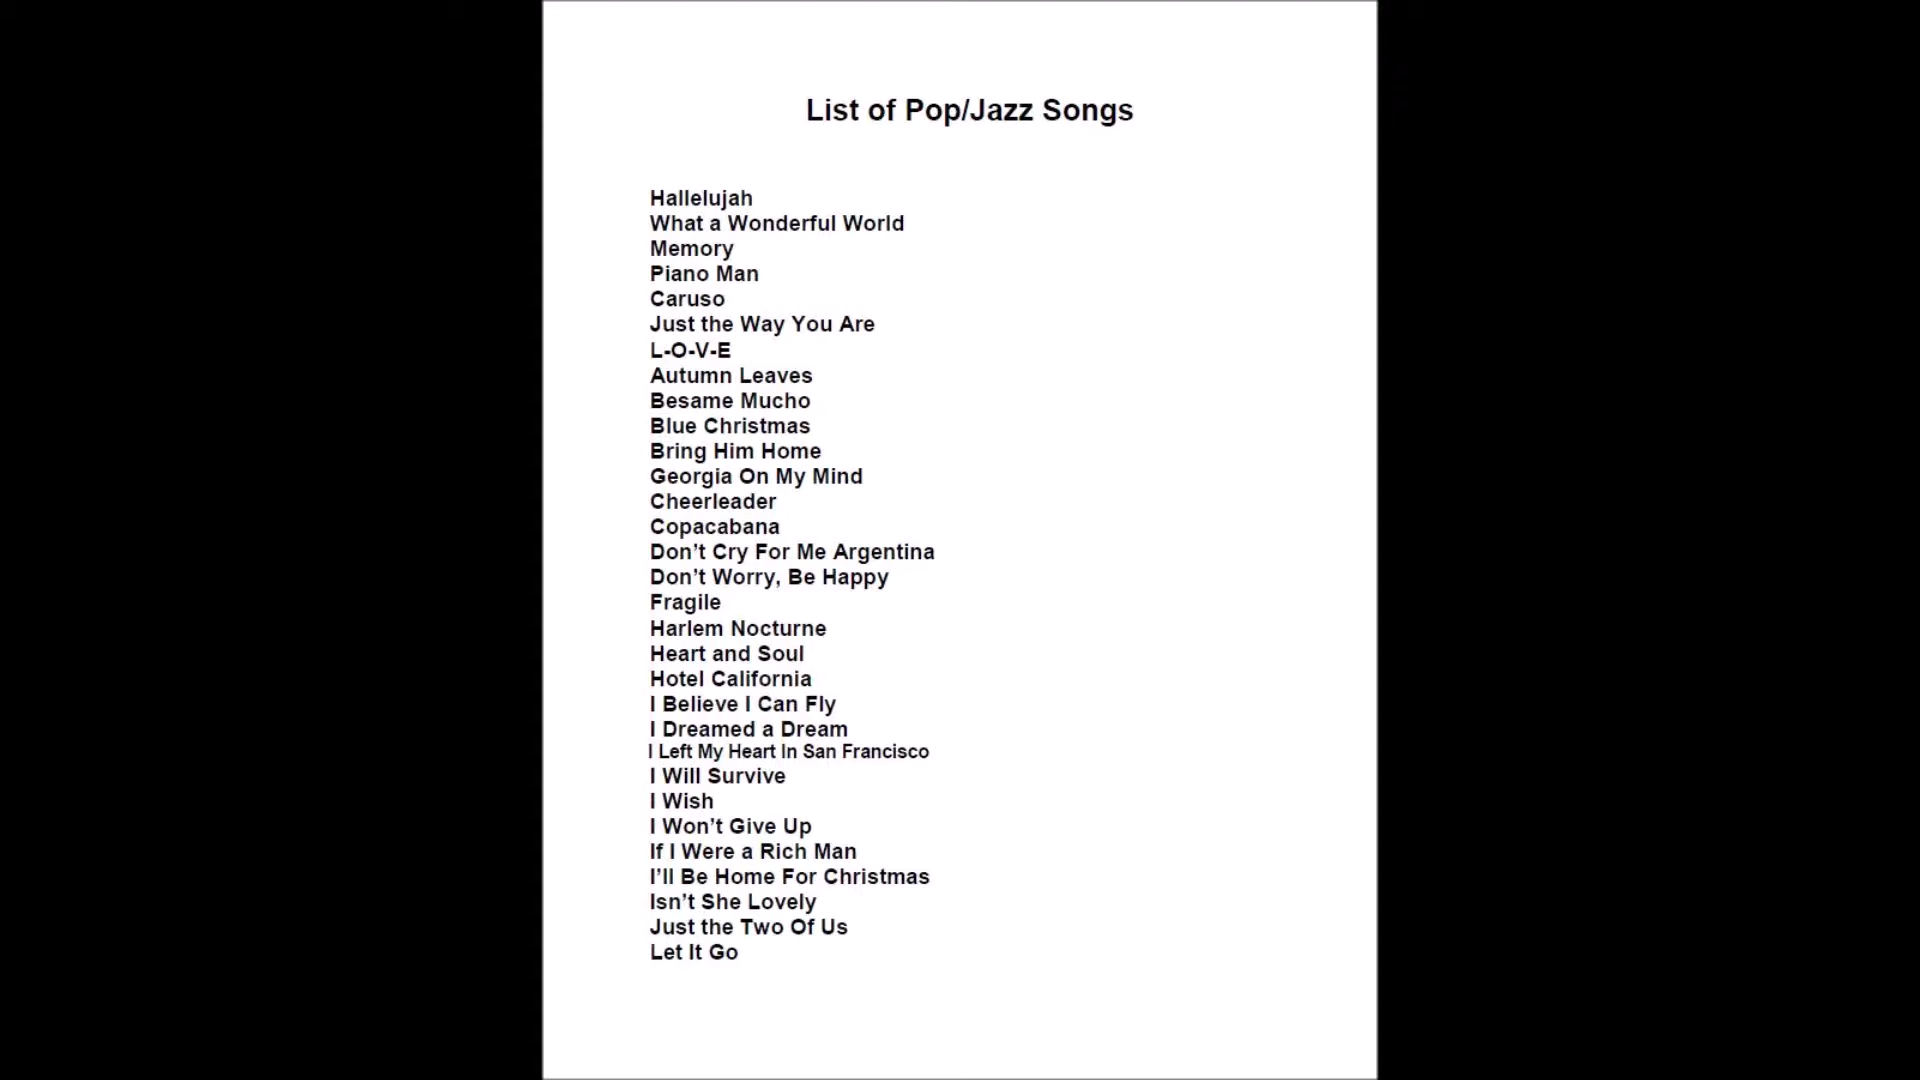 List of Pop/Jazz Songs
Hallelujah
What a Wonderful World
Memory
Piano Man
Caruso
Just the Way You Are
L-O-V-E
Autumn Leaves
Besame Mucho
Blue Christmas
Bring Him Home
Georgia On My Mind
Cheerleader
Copacabana
Don’t Cry For Me Argentina
Don’t Worry, Be Happy
Fragile
Harlem Nocturne
Heart and Soul
Hotel California
I Believe I Can Fly
I Dreamed a Dream
I Left My Heart In San Francisco
I Will Survive
I Wish
I Won’t Give Up
If I Were a Rich Man
I’ll Be Home For Christmas
Isn’t She Lovely
Just the Two Of Us
Let It Go